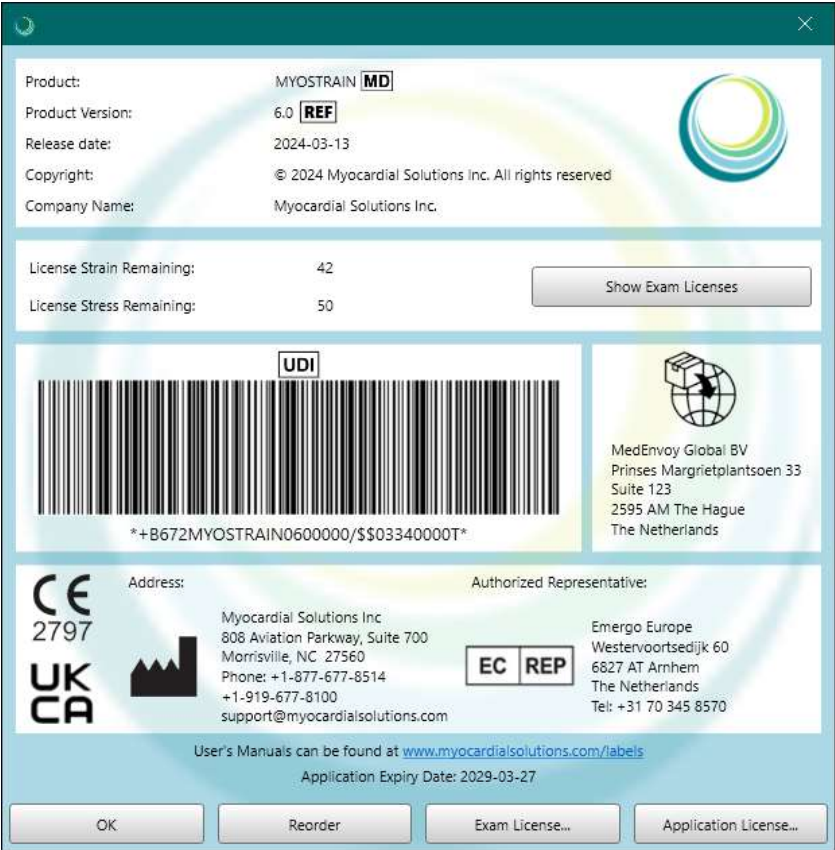 Product: MYOSTRAIN MD
Product Version: 6.0 REF
Release date: 2024-03-13
Copyright: © 2024 Myocardial Solutions Inc. All rights reserved
Company Name: Myocardial Solutions Inc.
License Strain Remaining: 42
License Stress Remaining: 50
Show Exam Licenses
UDI
*+B672MYOSTRAIN0600000/$$03340000T*
MedEnvoy Global BV
Prinses Margrietplantsoen 33
Suite 123
2595 AM The Hague
The Netherlands
CE
2797
UK
CA
Address:
Myocardial Solutions Inc
808 Aviation Parkway, Suite 700
Morrisville, NC 27560
Phone: +1-877-677-8514
+1-919-677-8100
support@myocardialsolutions.com
Authorized Representative:
EC REP
Emergo Europe
Westervoortsedijk 60
6827 AT Arnhem
The Netherlands
Tel: +31 70 345 8570
User's Manuals can be found at www.myocardialsolutions.com/labels
Application Expiry Date: 2029-03-27
OK
Reorder
Exam License...
Application License...